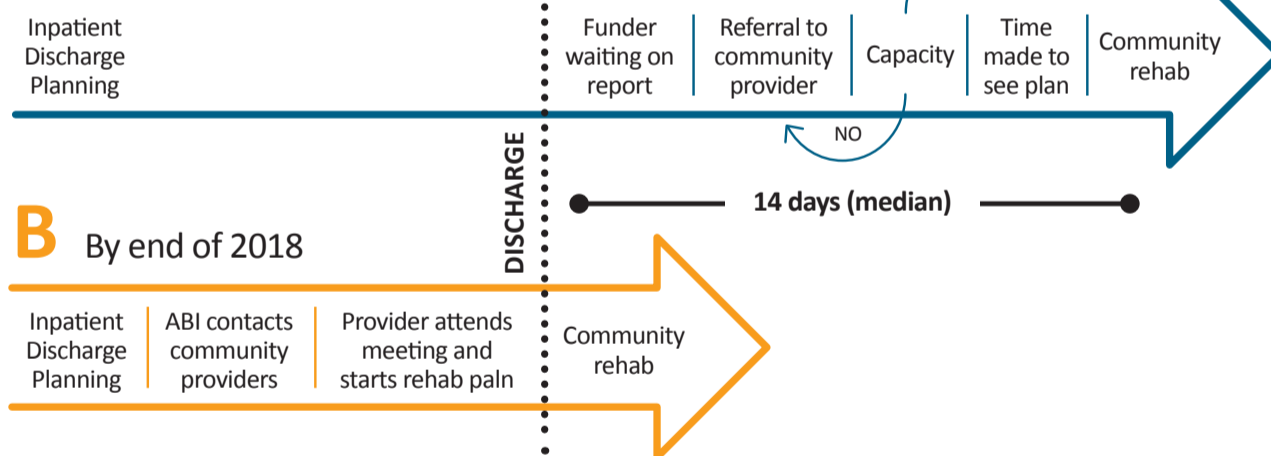 Inpatient
Discharge
Planning
Funder
waiting on
report
Referral to
community
provider
Capacity
Time
made to
see plan
Community
rehab
NO
DISCHARGE
14 days (median)
B By end of 2018
Inpatient
Discharge
Planning
ABI contacts
community
providers
Provider attends
meeting and
starts rehab paln
Community
rehab